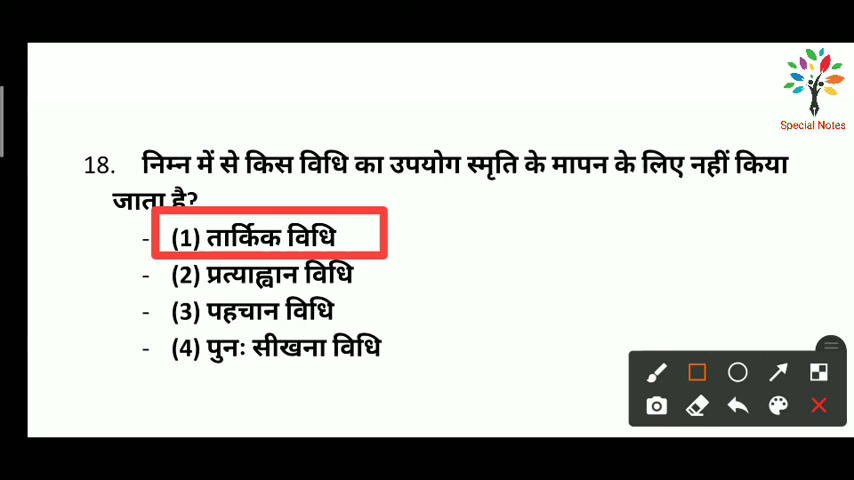 Special Notes
18. निम्न में से किस विधि का उपयोग स्मृति के मापन के लिए नहीं किया
जाता है?
- (1) तार्किक विधि
- (2) प्रत्याह्वान विधि
- (3) पहचान विधि
- (4) पुनः सीखना विधि